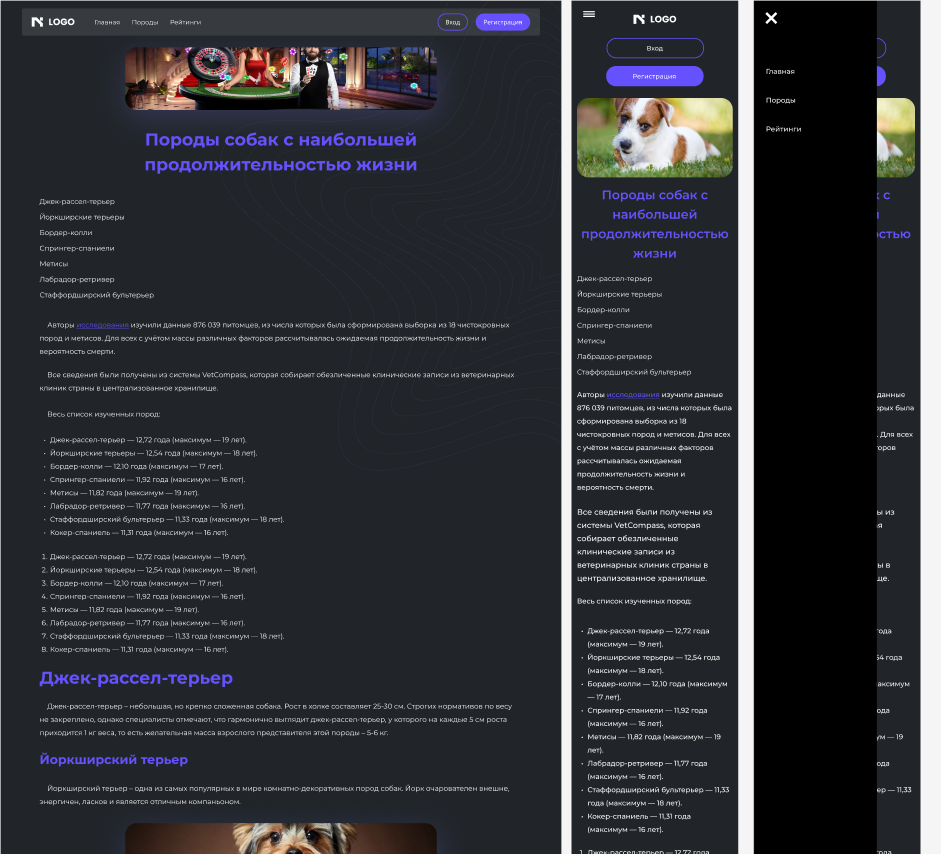 LOGO Главная Породы Рейтинги Вход Регистрация
Породы собак с наибольшей
продолжительностью жизни
Джек-рассел-терьер
Йоркширские терьеры
Бордер-колли
Спрингер-спаниели
Метисы
Лабрадор-ретривер
Стаффордширский бультерьер
Авторы исследования изучили данные 876 039 питомцев, из числа которых была сформирована выборка из 18 чистокровных
пород и метисов. Для всех с учётом массы различных факторов рассчитывалась ожидаемая продолжительность жизни и
вероятность смерти.
Все сведения были получены из системы VetCompass, которая собирает обезличенные клинические записи из ветеринарных
клиник страны в централизованное хранилище.
Весь список изученных пород:
• Джек-рассел-терьер — 12,72 года (максимум — 19 лет).
• Йоркширские терьеры — 12,54 года (максимум — 18 лет).
• Бордер-колли — 12,10 года (максимум — 17 лет).
• Спрингер-спаниели — 11,92 года (максимум — 16 лет).
• Метисы — 11,82 года (максимум — 19 лет).
• Лабрадор-ретривер — 11,77 года (максимум — 16 лет).
• Стаффордширский бультерьер — 11,33 года (максимум — 18 лет).
• Кокер-спаниель — 11,31 года (максимум — 16 лет).
1. Джек-рассел-терьер — 12,72 года (максимум — 19 лет).
2. Йоркширские терьеры — 12,54 года (максимум — 18 лет).
3. Бордер-колли — 12,10 года (максимум — 17 лет).
4. Спрингер-спаниели — 11,92 года (максимум — 16 лет).
5. Метисы — 11,82 года (максимум — 19 лет).
6. Лабрадор-ретривер — 11,77 года (максимум — 16 лет).
7. Стаффордширский бультерьер — 11,33 года (максимум — 18 лет).
8. Кокер-спаниель — 11,31 года (максимум — 16 лет).
Джек-рассел-терьер
Джек-рассел-терьер – небольшая, но крепко сложенная собака. Рост в холке составляет 25-30 см. Строгих нормативов по весу
не закреплено, однако специалисты отмечают, что гармонично выглядит джек-рассел-терьер, у которого на каждые 5 см роста
приходится 1 кг веса, то есть желательная масса взрослого представителя этой породы – 5-6 кг.
Йоркширский терьер
Йоркширский терьер – одна из самых популярных в мире комнатно-декоративных пород собак. Йорк очарователен внешне,
энергичен, ласков и является отличным компаньоном.
LOGO
Вход
Регистрация
Породы собак с
наибольшей
продолжительностью
жизни
Джек-рассел-терьер
Йоркширские терьеры
Бордер-колли
Спрингер-спаниели
Метисы
Лабрадор-ретривер
Стаффордширский бультерьер
Авторы исследования изучили данные
876 039 питомцев, из числа которых была
сформирована выборка из 18
чистокровных пород и метисов. Для всех
с учётом массы различных факторов
рассчитывалась ожидаемая
продолжительность жизни и
вероятность смерти.
Все сведения были получены из
системы VetCompass, которая
собирает обезличенные
клинические записи из
ветеринарных клиник страны в
централизованное хранилище.
Весь список изученных пород:
• Джек-рассел-терьер — 12,72 года
(максимум — 19 лет).
• Йоркширские терьеры — 12,54 года
(максимум — 18 лет).
• Бордер-колли — 12,10 года (максимум
— 17 лет).
• Спрингер-спаниели — 11,92 года
(максимум — 16 лет).
• Метисы — 11,82 года (максимум — 19
лет).
• Лабрадор-ретривер — 11,77 года
(максимум — 16 лет).
• Стаффордширский бультерьер — 11,33
года (максимум — 18 лет).
• Кокер-спаниель — 11,31 года
(максимум — 16 лет).
1. Джек-рассел-терьер — 12,72 года
Главная
Породы
Рейтинги